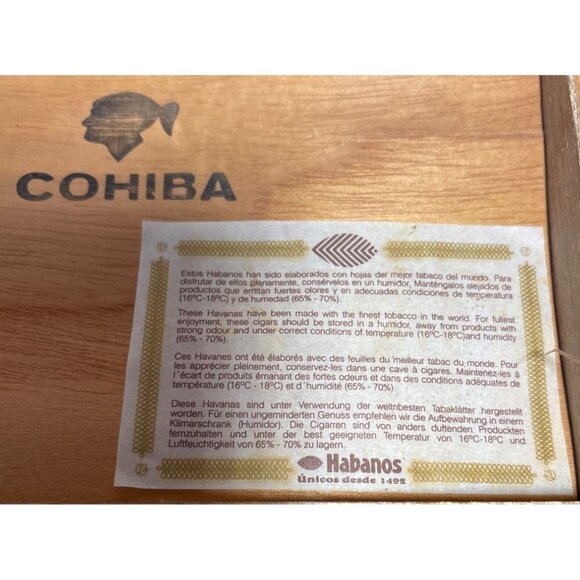 COHIBA
Estos Habanos han sido elaborados con hojas del mejor tabaco del mundo. Para
disfrutar de ellos plenamente, consérvelos en un humidor, Manténgalos alejados de
productos que emitan fuertes olores y en adecuadas condiciones de temperatura
(16ºC-18ºC) y de humedad (65% - 70%).
These Havanas have been made with the finest tobacco in the world. For fullest
enjoyment, these cigars should be stored in a humidor, away from products with
strong odour and under correct conditions of temperature (16ºC-18ºC)and humidity
(65% - 70%).
Ces Havanes ont été élaborés avec des feuilles du meilleur tabac du monde. Pour
les apprécier pleinement, conservez-les dans une cave à cigares. Maintenez-les à
l'écart de produits émanant des fortes odeurs et dans des conditions adéquates de
température (16ºC - 18ºC) et d´humidité (65% - 70%).
Diese Havanas sind unter Verwendung der weltnbesten Tabaklätter hergestellt
worden. Für einen ungeminderten Genuss empfehlen wir die Aufbewahrung in einem
Klimarschrank (Humidor). Die Cigarren sind von anders duftenden Produckten
fernzuhalten und unter der best geeigneten Temperatur von 16ºC-18ºC und
Luftfeuchtigkeit von 65% - 70% zu lagern.
Habanos
Únicos desde 1492